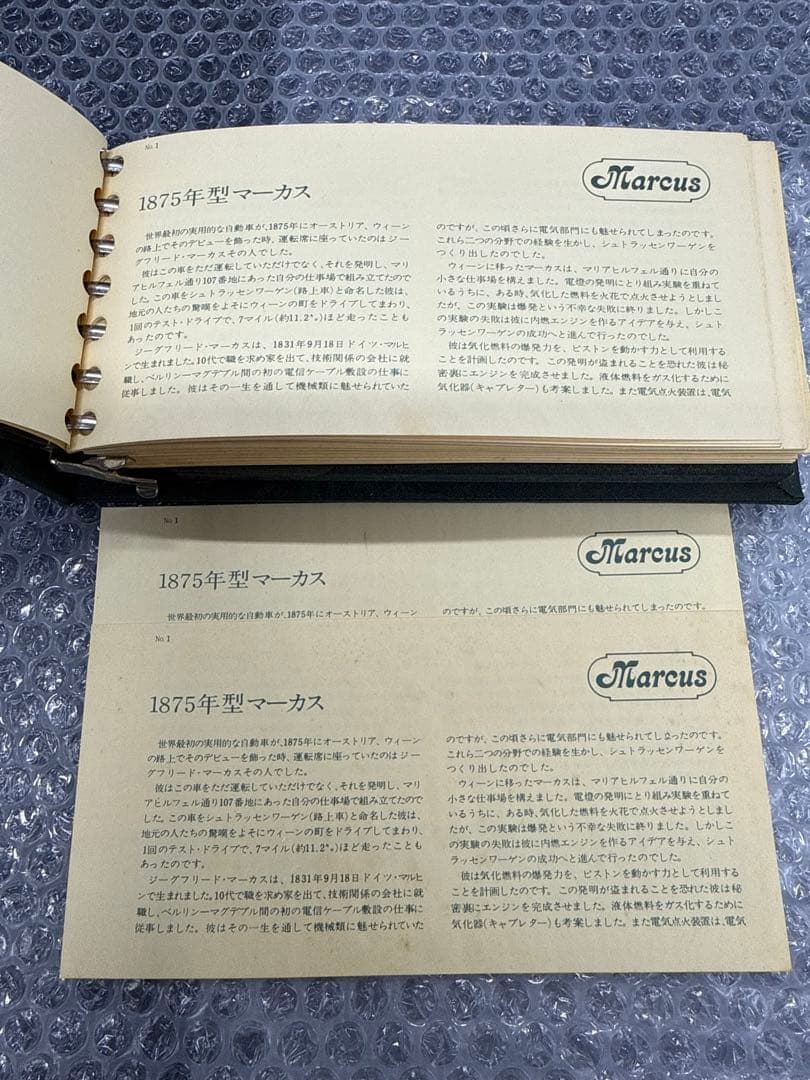 No.1
1875年型マーカス
Marcus
世界最初の実用的な自動車が、1875年にオーストリア、ウィーン
の路上でそのデビューを飾った時、運転席に座っていたのはジー
グフリード・マーカスその人でした。
彼はこの車をただ運転していただけでなく、それを発明し、マリ
アヒルフェル通り107番地にあった自分の仕事場で組み立てたので
した。この車をシュトラッセンワーゲン(路上車)と命名した彼は、
地元の人たちの驚嘆をよそにウィーンの町をドライブしてまわり、
1回のテスト・ドライブで、7マイル(約11.2㌔)ほど走ったことも
あったのです。
ジーグフリード・マーカスは、1831年9月18日ドイツ・マルヒ
ンで生まれました。10代で職を求め家を出て、技術関係の会社に就
職し、ベルリン―マグデブル間の初の電信ケーブル敷設の仕事に
従事しました。彼はその一生を通して機械類に魅せられていた
のですが、この頃さらに電気部門にも魅せられてしまったのです。
これら二つの分野での経験を生かし、シュトラッセンワーゲンを
つくり出したのでした。
ウィーンに移ったマーカスは、マリアヒルフェル通りに自分の
小さな仕事場を構えました。電燈の発明にとり組み実験を重ねて
いるうちに、ある時、気化した燃料を火花で点火させようとしまし
たが、この実験は爆発という不幸な失敗に終りました。しかしこ
の実験の失敗は彼に内燃エンジンを作るアイデアを与え、シュト
ラッセンワーゲンの成功へと進んで行ったのでした。
彼は気化燃料の爆発力を、ピストンを動かす力として利用する
ことを計画したのです。この発明が盗まれることを恐れた彼は秘
密裏にエンジンを完成させました。液体燃料をガス化するために
気化器(キャブレター)も考案しました。また電気点火装置は、電気
No.1
1875年型マーカス
Marcus
世界最初の実用的な自動車が、1875年にオーストリア、ウィーン
のですが、この頃さらに電気部門にも魅せられてしまったのです。
No.1
1875年型マーカス
Marcus
世界最初の実用的な自動車が、1875年にオーストリア、ウィーン
の路上でそのデビューを飾った時、運転席に座っていたのはジー
グフリード・マーカスその人でした。
彼はこの車をただ運転していただけでなく、それを発明し、マリ
アヒルフェル通り107番地にあった自分の仕事場で組み立てたので
した。この車をシュトラッセンワーゲン(路上車)と命名した彼は、
地元の人たちの驚嘆をよそにウィーンの町をドライブしてまわり、
1回のテスト・ドライブで、7マイル(約11.2㌔)ほど走ったことも
あったのです。
ジーグフリード・マーカスは、1831年9月18日ドイツ・マルヒ
ンで生まれました。10代で職を求め家を出て、技術関係の会社に就
職し、ベルリン―マグデブル間の初の電信ケーブル敷設の仕事に
従事しました。彼はその一生を通して機械類に魅せられていた
のですが、この頃さらに電気部門にも魅せられてしまったのです。
これら二つの分野での経験を生かし、シュトラッセンワーゲンを
つくり出したのでした。
ウィーンに移ったマーカスは、マリアヒルフェル通りに自分の
小さな仕事場を構えました。電燈の発明にとり組み実験を重ねて
いるうちに、ある時、気化した燃料を火花で点火させようとしまし
たが、この実験は爆発という不幸な失敗に終りました。しかしこ
の実験の失敗は彼に内燃エンジンを作るアイデアを与え、シュト
ラッセンワーゲンの成功へと進んで行ったのでした。
彼は気化燃料の爆発力を、ピストンを動かす力として利用する
ことを計画したのです。この発明が盗まれることを恐れた彼は秘
密裏にエンジンを完成させました。液体燃料をガス化するために
気化器(キャブレター)も考案しました。また電気点火装置は、電気